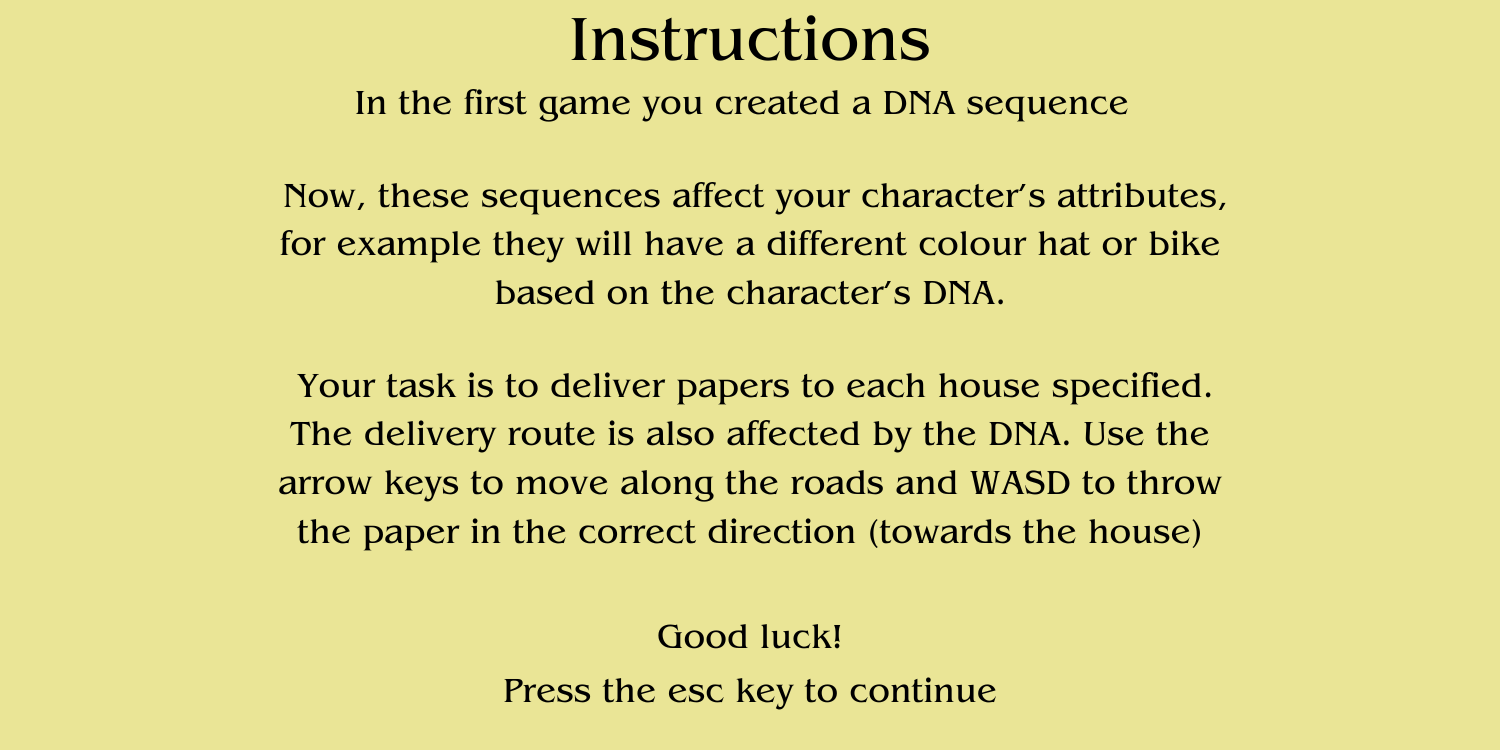 Instructions
In the first game you created a DNA sequence
Now, these sequences affect your character's attributes,
for example they will have a different colour hat or bike
based on the character's DNA.
Your task is to deliver papers to each house specified.
The delivery route is also affected by the DNA. Use the
arrow keys to move along the roads and WASD to throw
the paper in the correct direction (towards the house)
Good luck!
Press the esc key to continue